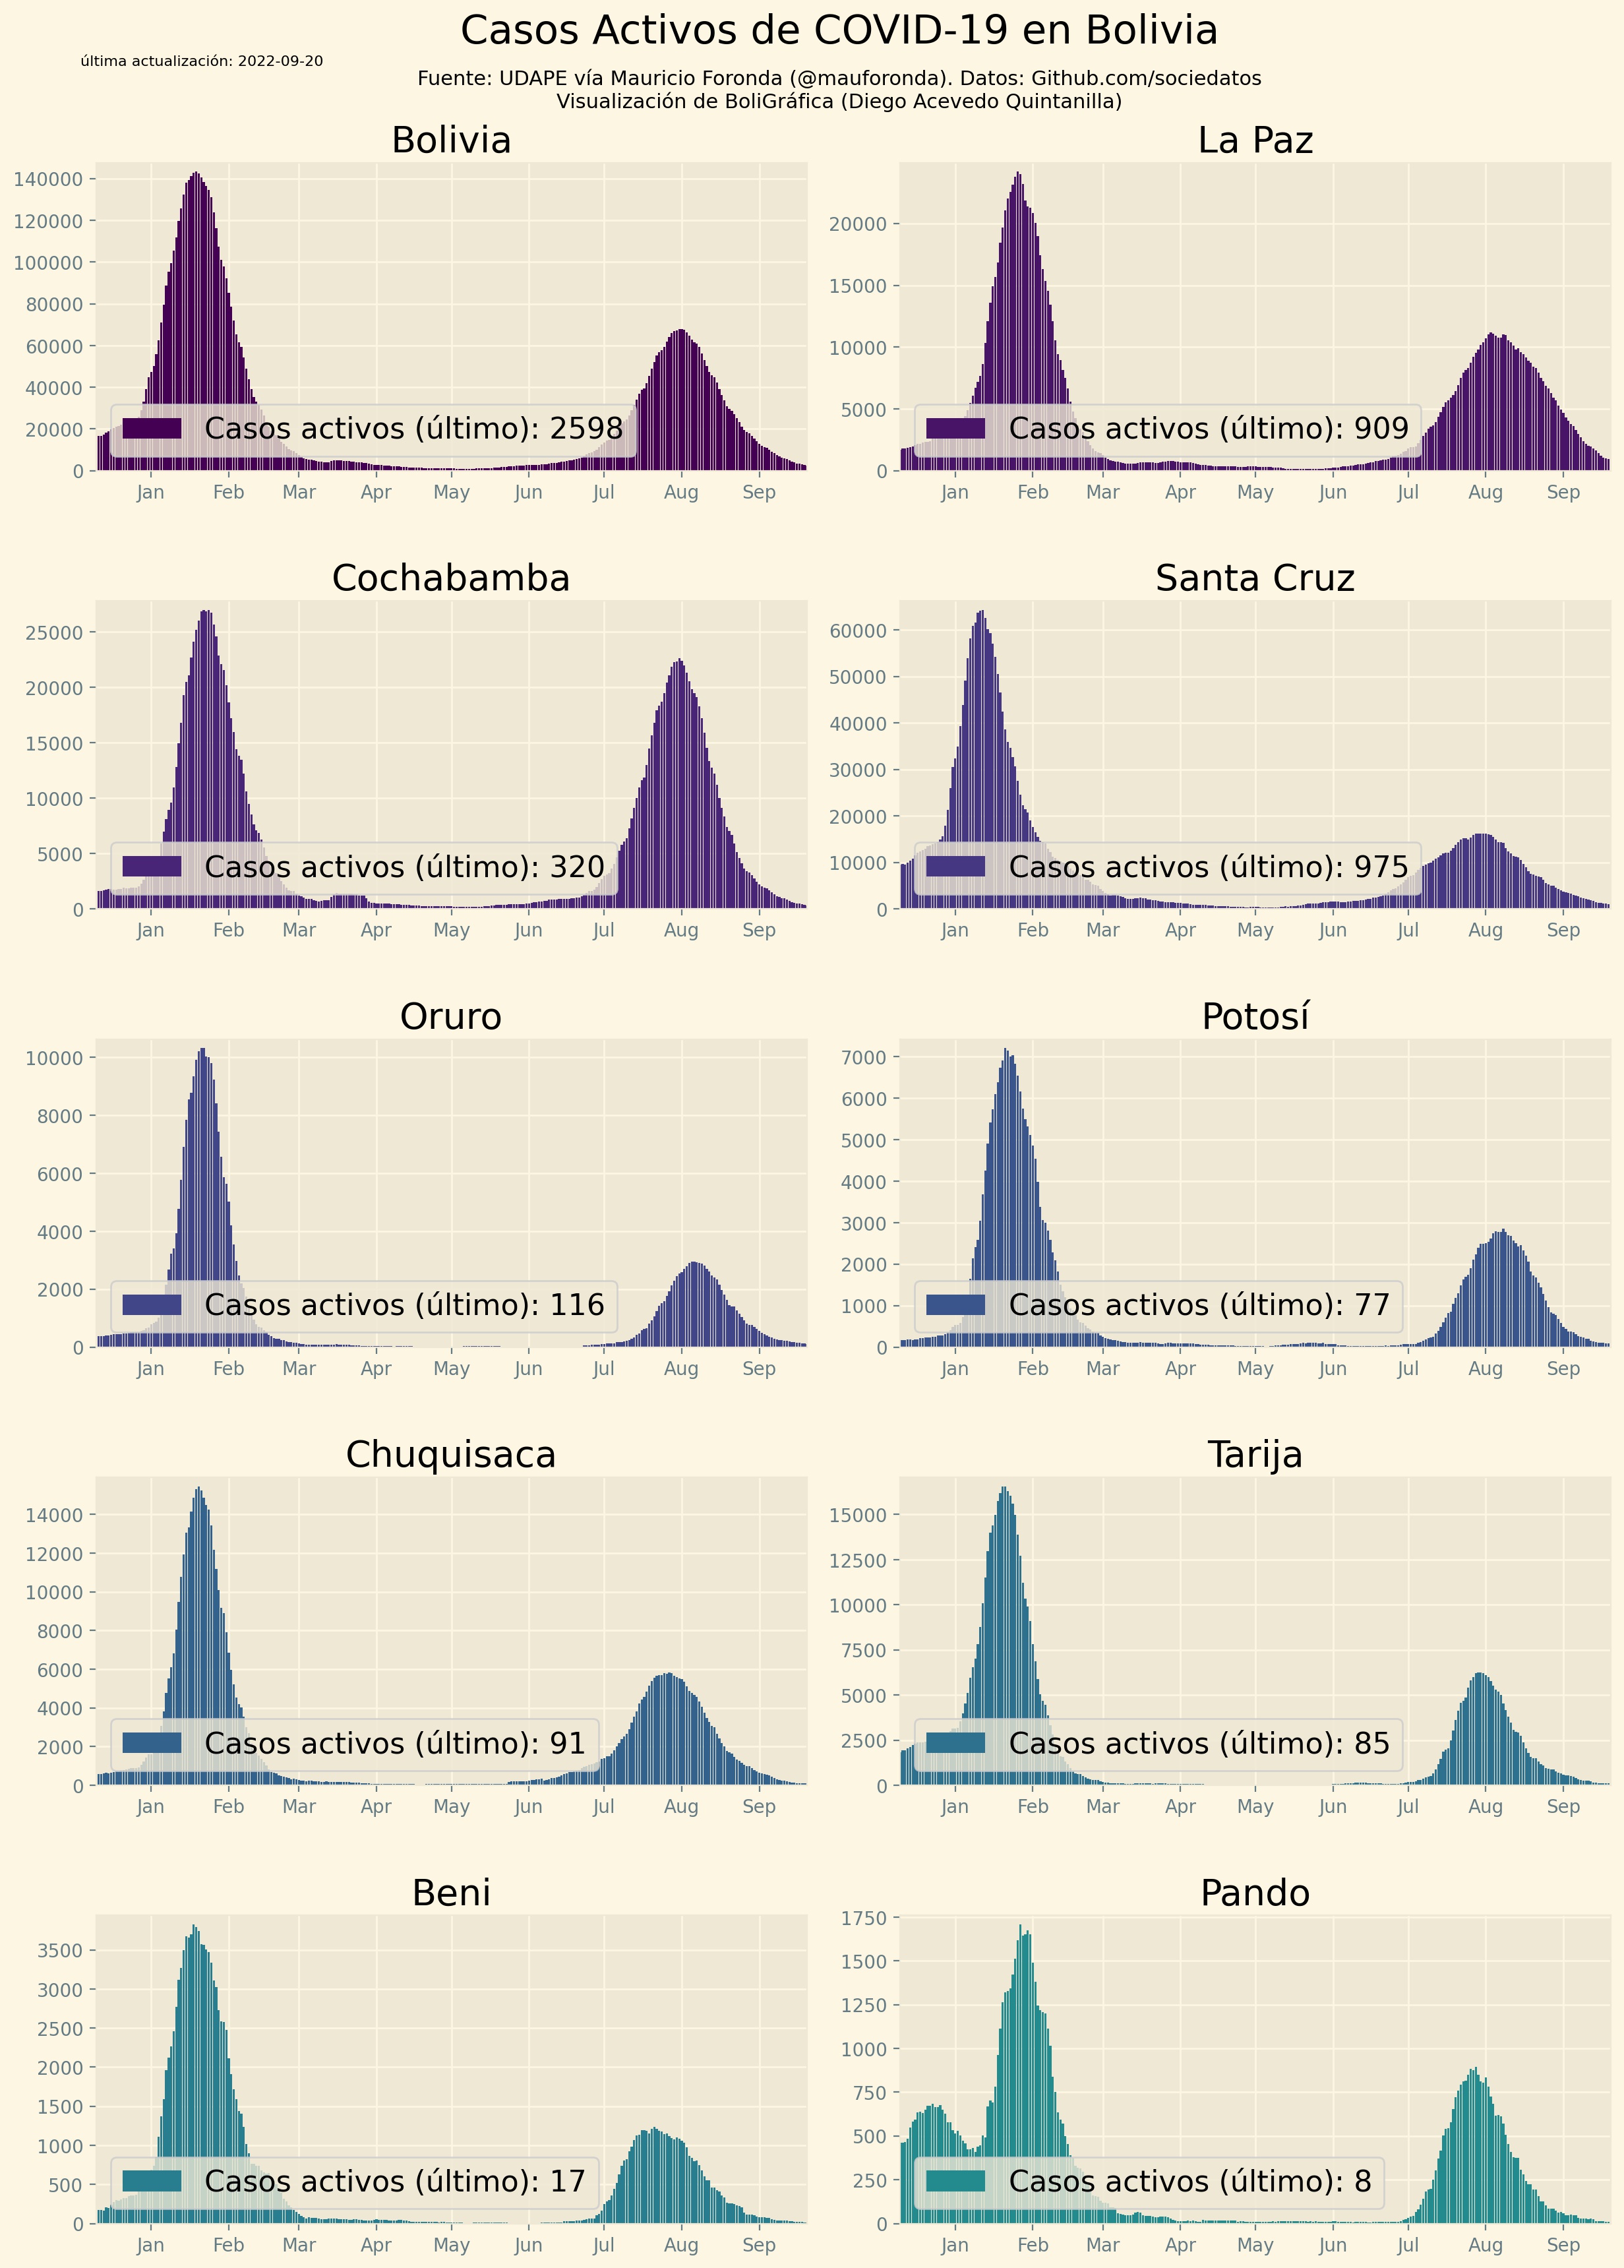 Casos Activos de COVID-19 en Bolivia
última actualización: 2022-09-20
Fuente: UDAPE vía Mauricio Foronda (@mauforonda). Datos: Github.com/sociedatos
Visualización de BoliGráfica (Diego Acevedo Quintanilla)
Bolivia
140000
120000
100000
80000
60000
40000
20000
0
Casos activos (último): 2598
Jan Feb Mar Apr May Jun Jul Aug Sep
La Paz
20000
15000
10000
5000
0
Casos activos (último): 909
Jan Feb Mar Apr May Jun Jul Aug Sep
Cochabamba
25000
20000
15000
10000
5000
0
Casos activos (último): 320
Jan Feb Mar Apr May Jun Jul Aug Sep
Santa Cruz
60000
50000
40000
30000
20000
10000
0
Casos activos (último): 975
Jan Feb Mar Apr May Jun Jul Aug Sep
Oruro
10000
8000
6000
4000
2000
0
Casos activos (último): 116
Jan Feb Mar Apr May Jun Jul Aug Sep
Potosí
7000
6000
5000
4000
3000
2000
1000
0
Casos activos (último): 77
Jan Feb Mar Apr May Jun Jul Aug Sep
Chuquisaca
14000
12000
10000
8000
6000
4000
2000
0
Casos activos (último): 91
Jan Feb Mar Apr May Jun Jul Aug Sep
Tarija
15000
12500
10000
7500
5000
2500
0
Casos activos (último): 85
Jan Feb Mar Apr May Jun Jul Aug Sep
Beni
3500
3000
2500
2000
1500
1000
500
0
Casos activos (último): 17
Jan Feb Mar Apr May Jun Jul Aug Sep
Pando
1750
1500
1250
1000
750
500
250
0
Casos activos (último): 8
Jan Feb Mar Apr May Jun Jul Aug Sep